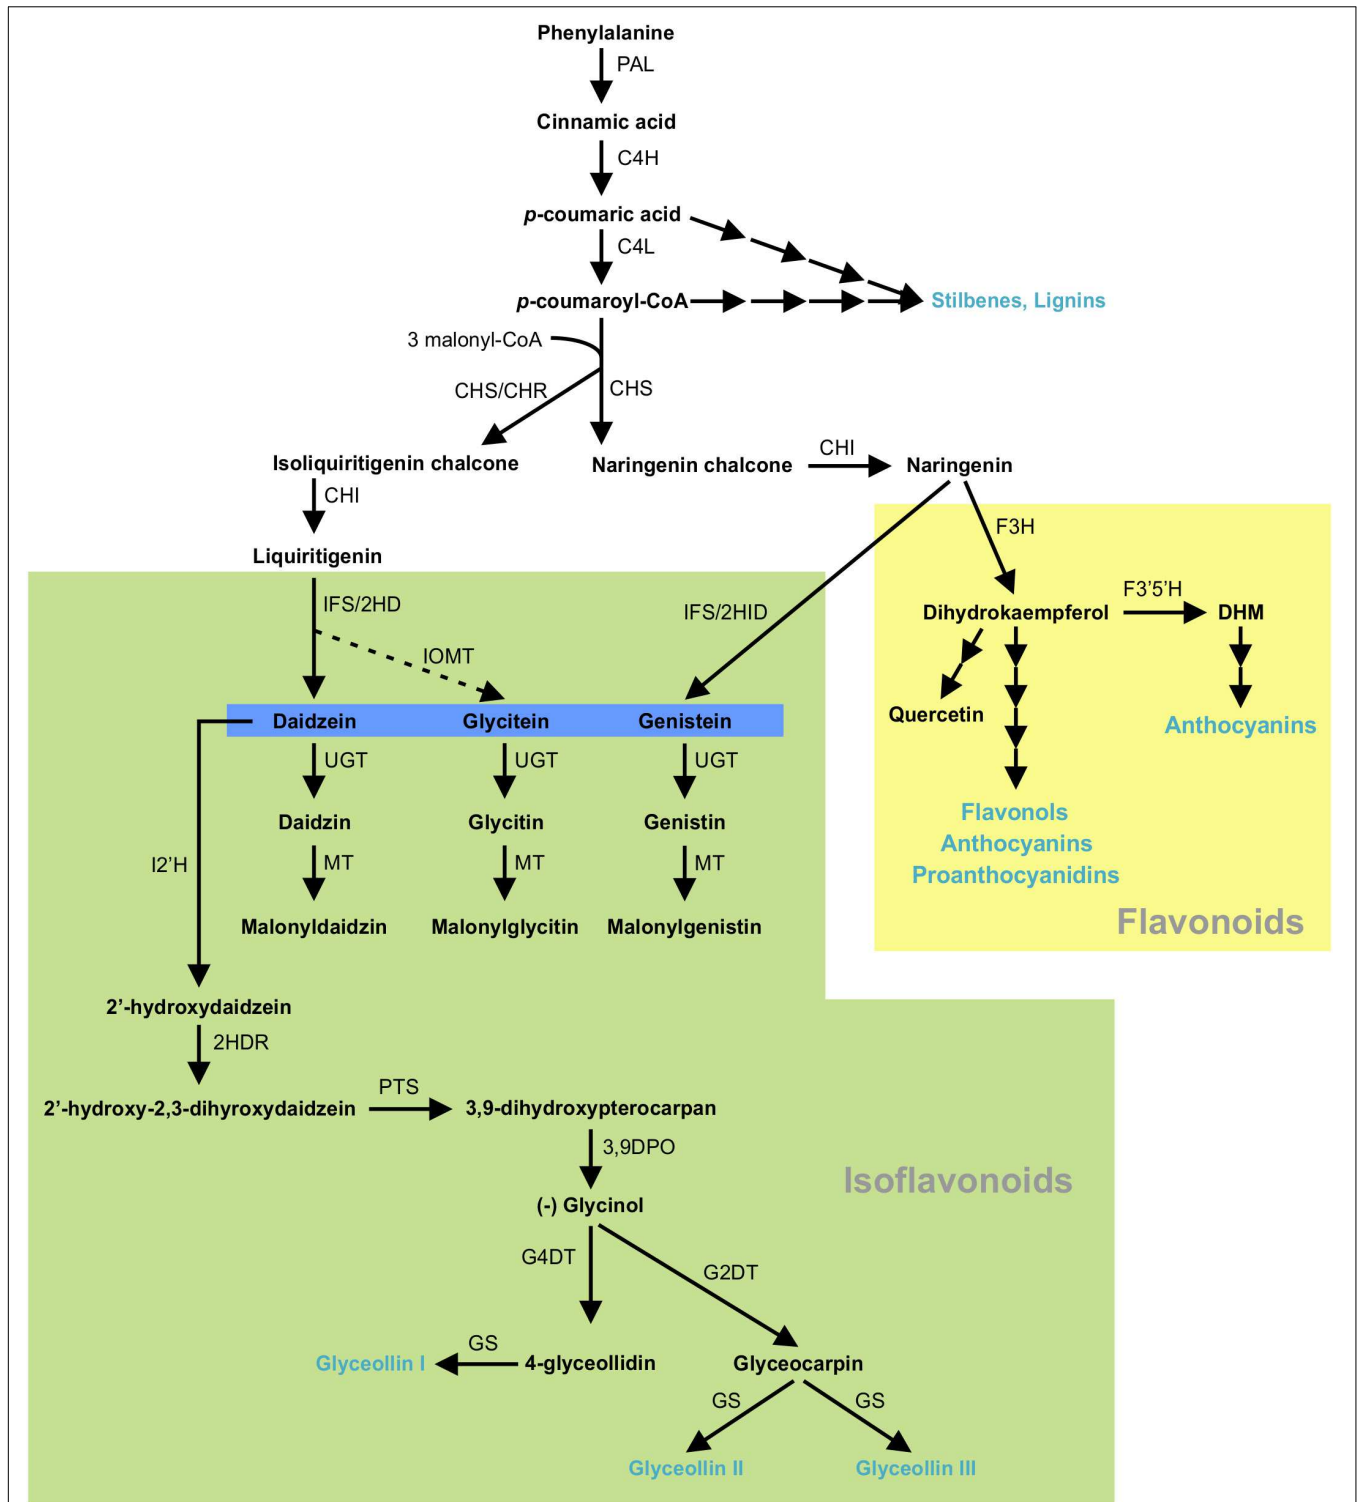 Phenylalanine
PAL
Cinnamic acid
C4H
p-coumaric acid
C4L
p-coumaroyl-CoA
Stilbenes, Lignins
3 malonyl-CoA
CHS/CHR
CHS
Isoliquiritigenin chalcone
Naringenin chalcone
CHI
Naringenin
CHI
Liquiritigenin
F3H
IFS/2HD
IFS/2HID
Dihydrokaempferol
F3’5’H
DHM
IOMT
Daidzein
Glycitein
Genistein
Quercetin
Anthocyanins
UGT
UGT
UGT
Daidzin
Glycitin
Genistin
Flavonols
Anthocyanins
Proanthocyanidins
I2’H
MT
MT
MT
Malonyldaidzin
Malonylglycitin
Malonylgenistin
Flavonoids
2’-hydroxydaidzein
2HDR
2’-hydroxy-2,3-dihyroxydaidzein
PTS
3,9-dihydroxypterocarpan
3,9DPO
Isoflavonoids
(-) Glycinol
G4DT
G2DT
Glyceollin I
GS
4-glyceollidin
Glyceocarpin
GS
GS
Glyceollin II
Glyceollin III